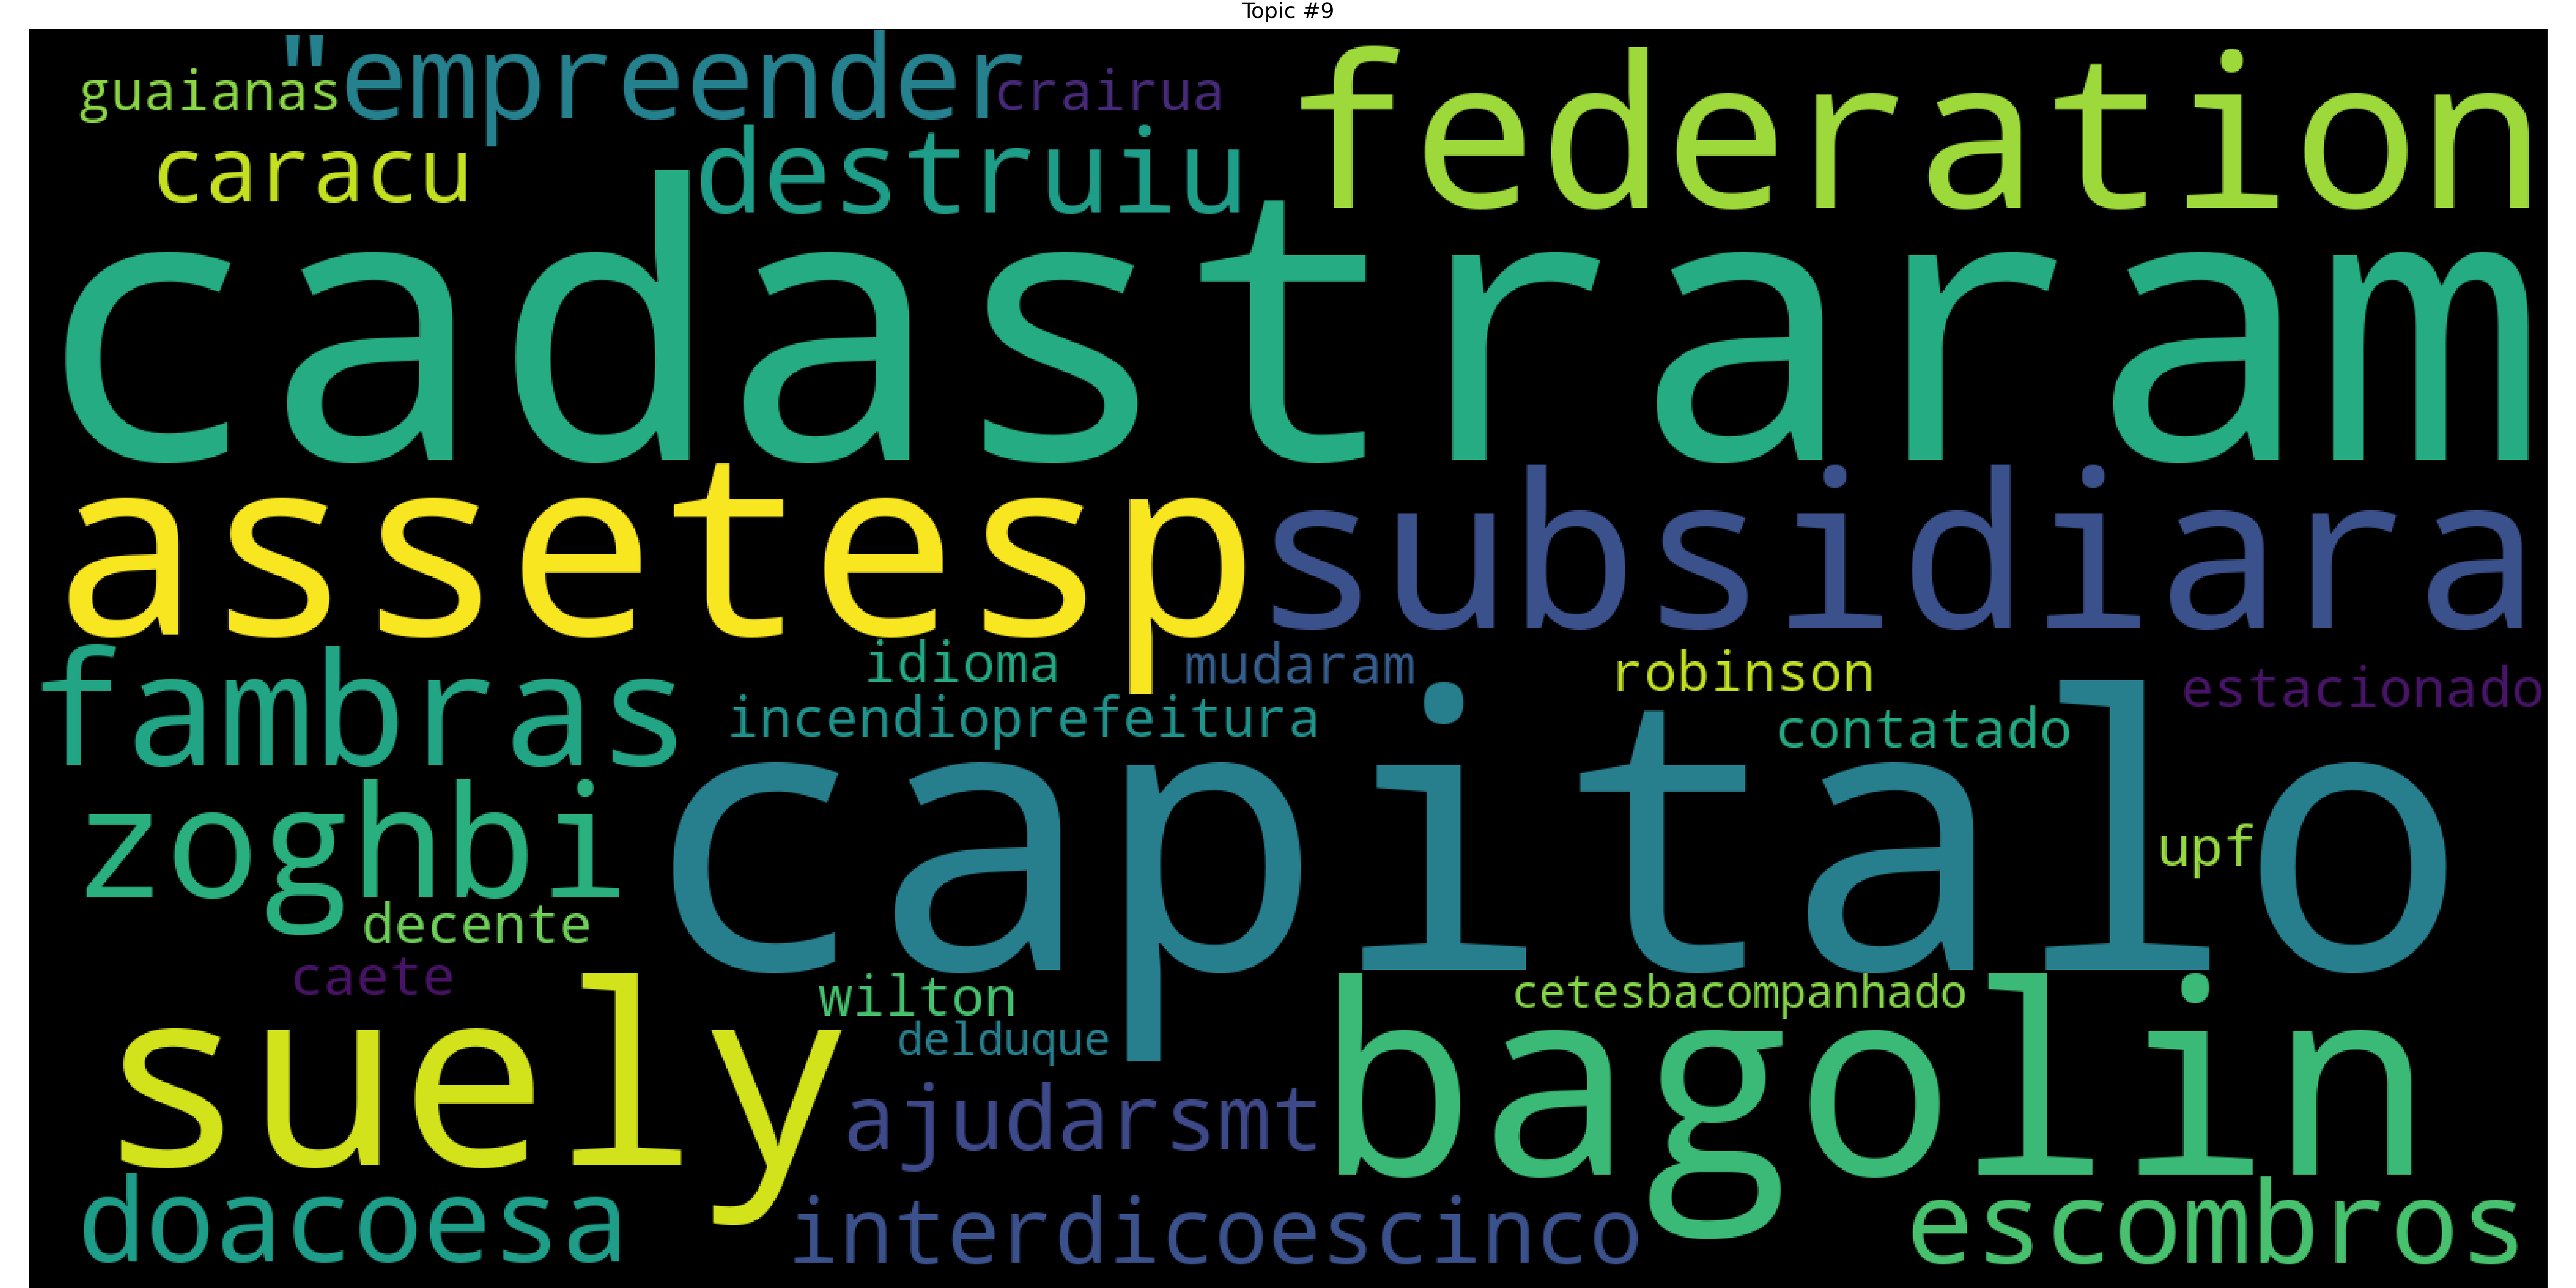 Topic #9
guaianas "empreender crairua federation
caracu destruiu
cadastraram
assetesp subsidiara
fambras idioma mudaram robinson estacionado
incendioprefeitura contatado
zoghbi capitalo upf
decente
caete wilton cetesbacompanhado
suely delduque bagolin
ajudarsmt
doacoesa interdicoescinco escombros